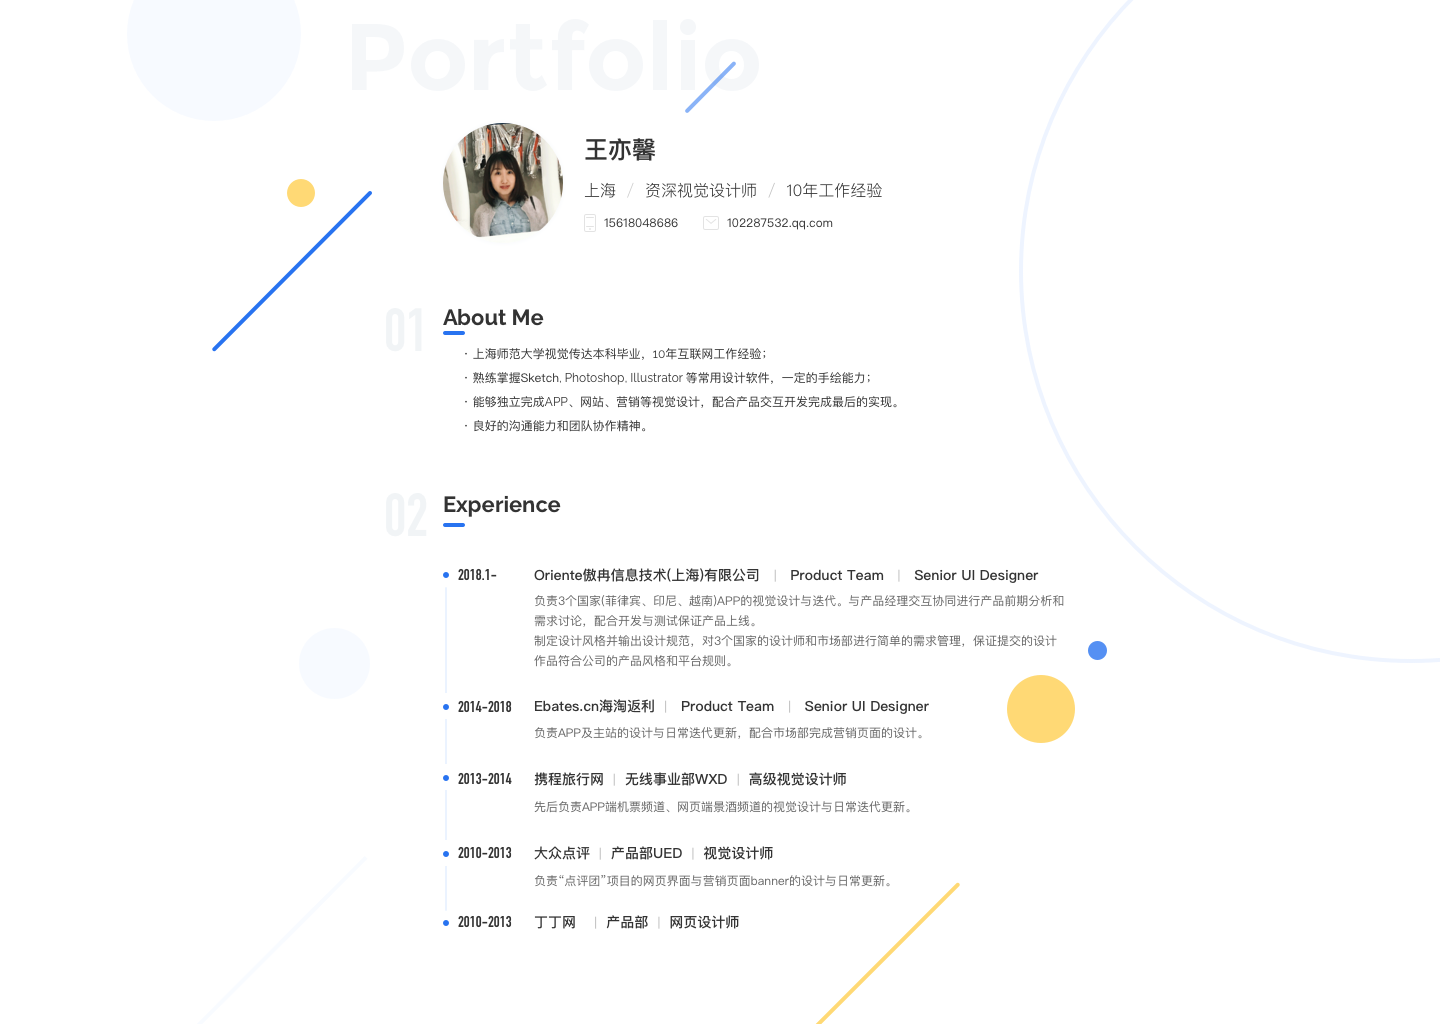 Portfolio
王亦馨
上海 / 资深视觉设计师 / 10年工作经验
15618048686 102287532.qq.com
01 About Me
· 上海师范大学视觉传达本科毕业，10年互联网工作经验；
· 熟练掌握Sketch, Photoshop, Illustrator 等常用设计软件，一定的手绘能力；
· 能够独立完成APP、网站、营销等视觉设计，配合产品交互开发完成最后的实现。
· 良好的沟通能力和团队协作精神。
02 Experience
2018.1- Oriente傲冉信息技术(上海)有限公司 | Product Team | Senior UI Designer
负责3个国家(菲律宾、印尼、越南)APP的视觉设计与迭代。与产品经理交互协同进行产品前期分析和
需求讨论，配合开发与测试保证产品上线。
制定设计风格并输出设计规范，对3个国家的设计师和市场部进行简单的需求管理，保证提交的设计
作品符合公司的产品风格和平台规则。
2014-2018 Ebates.cn海淘返利 | Product Team | Senior UI Designer
负责APP及主站的设计与日常迭代更新，配合市场部完成营销页面的设计。
2013-2014 携程旅行网 | 无线事业部WXD | 高级视觉设计师
先后负责APP端机票频道、网页端景酒频道的视觉设计与日常迭代更新。
2010-2013 大众点评 | 产品部UED | 视觉设计师
负责“点评团”项目的网页界面与营销页面banner的设计与日常更新。
2010-2013 丁丁网 | 产品部 | 网页设计师